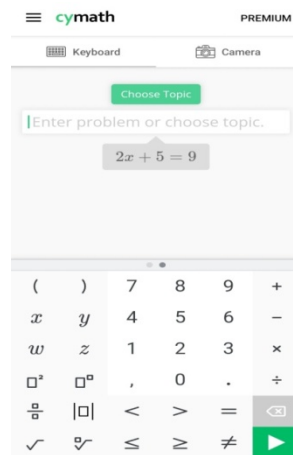 cymath PREMIUM
Keyboard Camera
Choose Topic
Enter problem or choose topic.
2x + 5 = 9
( ) 7 8 9 +
x y 4 5 6 −
w z 1 2 3 ×
□² □□ , 0 . ÷
□/□ |□| < > =
√ □√ ≤ ≥ ≠